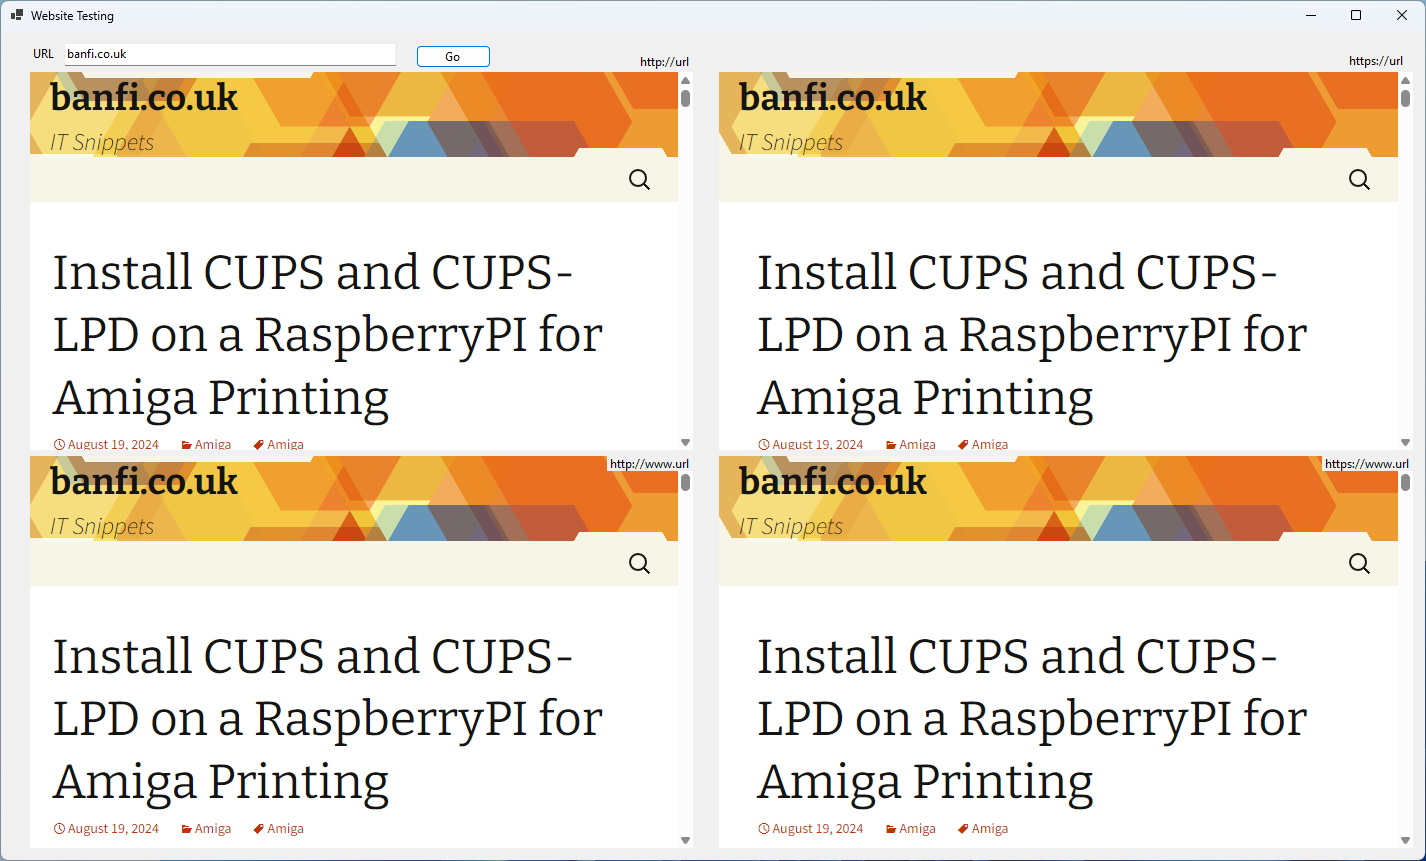 Website Testing
URL banfi.co.uk Go http://url https://url
banfi.co.uk
IT Snippets
Install CUPS and CUPS-
LPD on a RaspberryPI for
Amiga Printing
August 19, 2024 Amiga Amiga
banfi.co.uk
IT Snippets
Install CUPS and CUPS-
LPD on a RaspberryPI for
Amiga Printing
August 19, 2024 Amiga Amiga
http://www.url
banfi.co.uk
IT Snippets
Install CUPS and CUPS-
LPD on a RaspberryPI for
Amiga Printing
August 19, 2024 Amiga Amiga
https://www.url
banfi.co.uk
IT Snippets
Install CUPS and CUPS-
LPD on a RaspberryPI for
Amiga Printing
August 19, 2024 Amiga Amiga